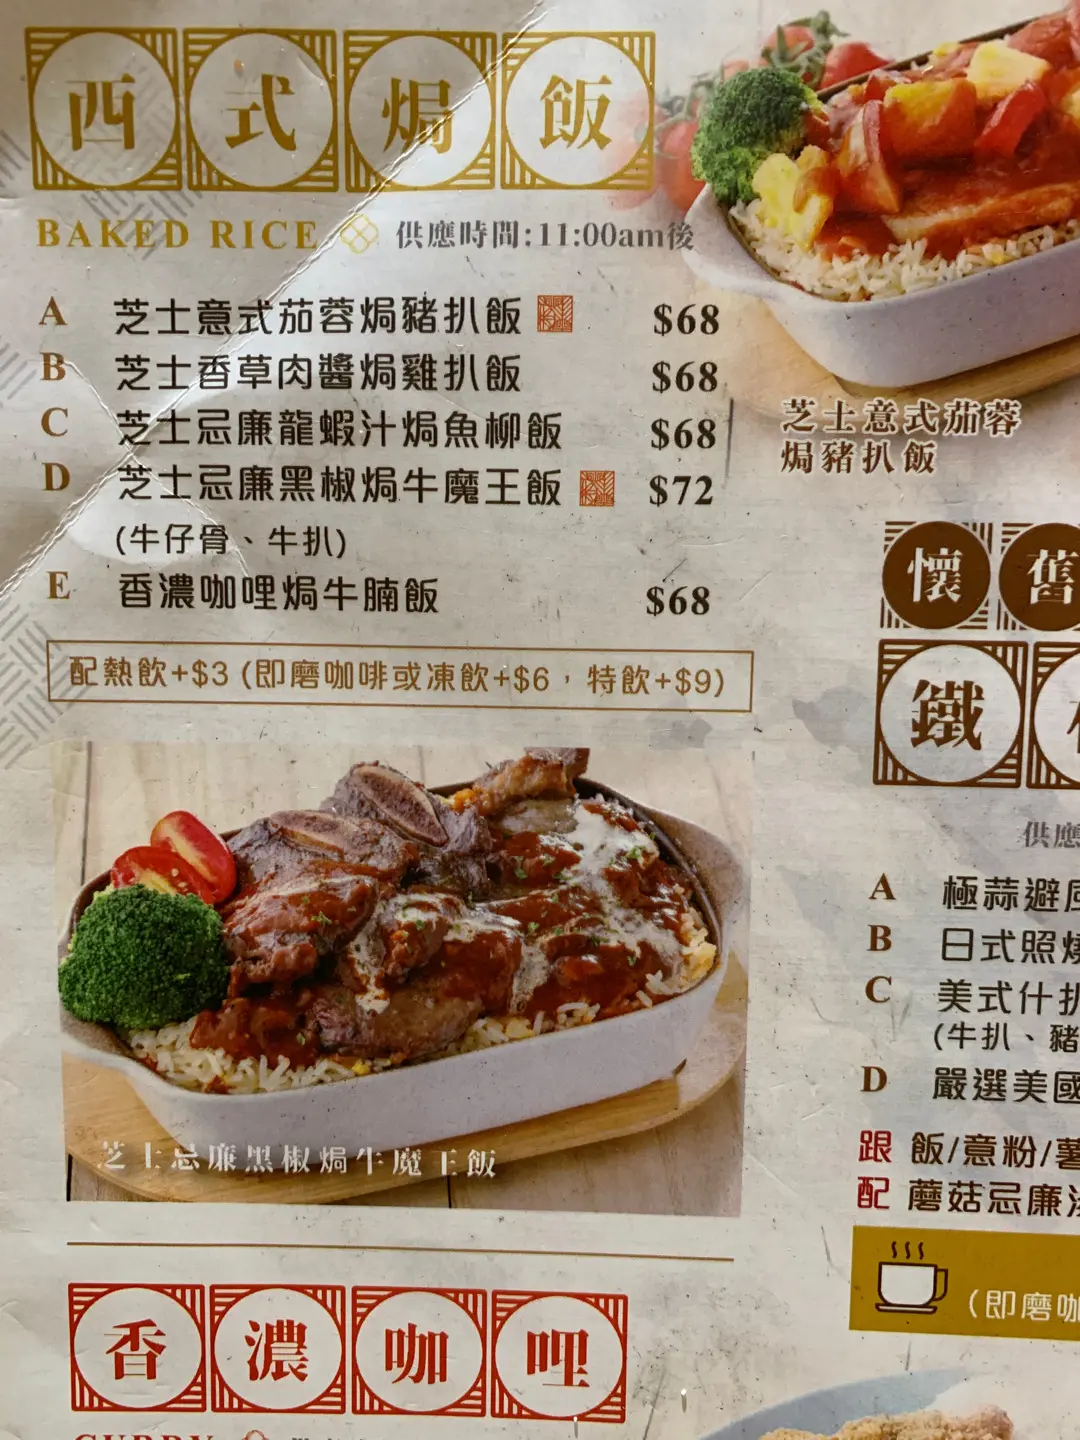 西式焗飯
BAKED RICE 供應時間:11:00am後
A 芝士意式茄蓉焗豬扒飯 $68
B 芝士香草肉醬焗雞扒飯 $68
C 芝士忌廉龍蝦汁焗魚柳飯 $68
D 芝士忌廉黑椒焗牛魔王飯 $72
(牛仔骨、牛扒)
E 香濃咖哩焗牛腩飯 $68
配熱飲+$3 (即磨咖啡或凍飲+$6，特飲+$9)
芝士忌廉黑椒焗牛魔王飯
香濃咖哩
CURRY
芝士意式茄蓉
焗豬扒飯
懷舊
鐵
供應
A 極蒜避
B 日式照
C 美式什扒
(牛扒、豬
D 嚴選美國
跟 飯/意粉/薯
配 蘑菇忌廉
(即磨咖